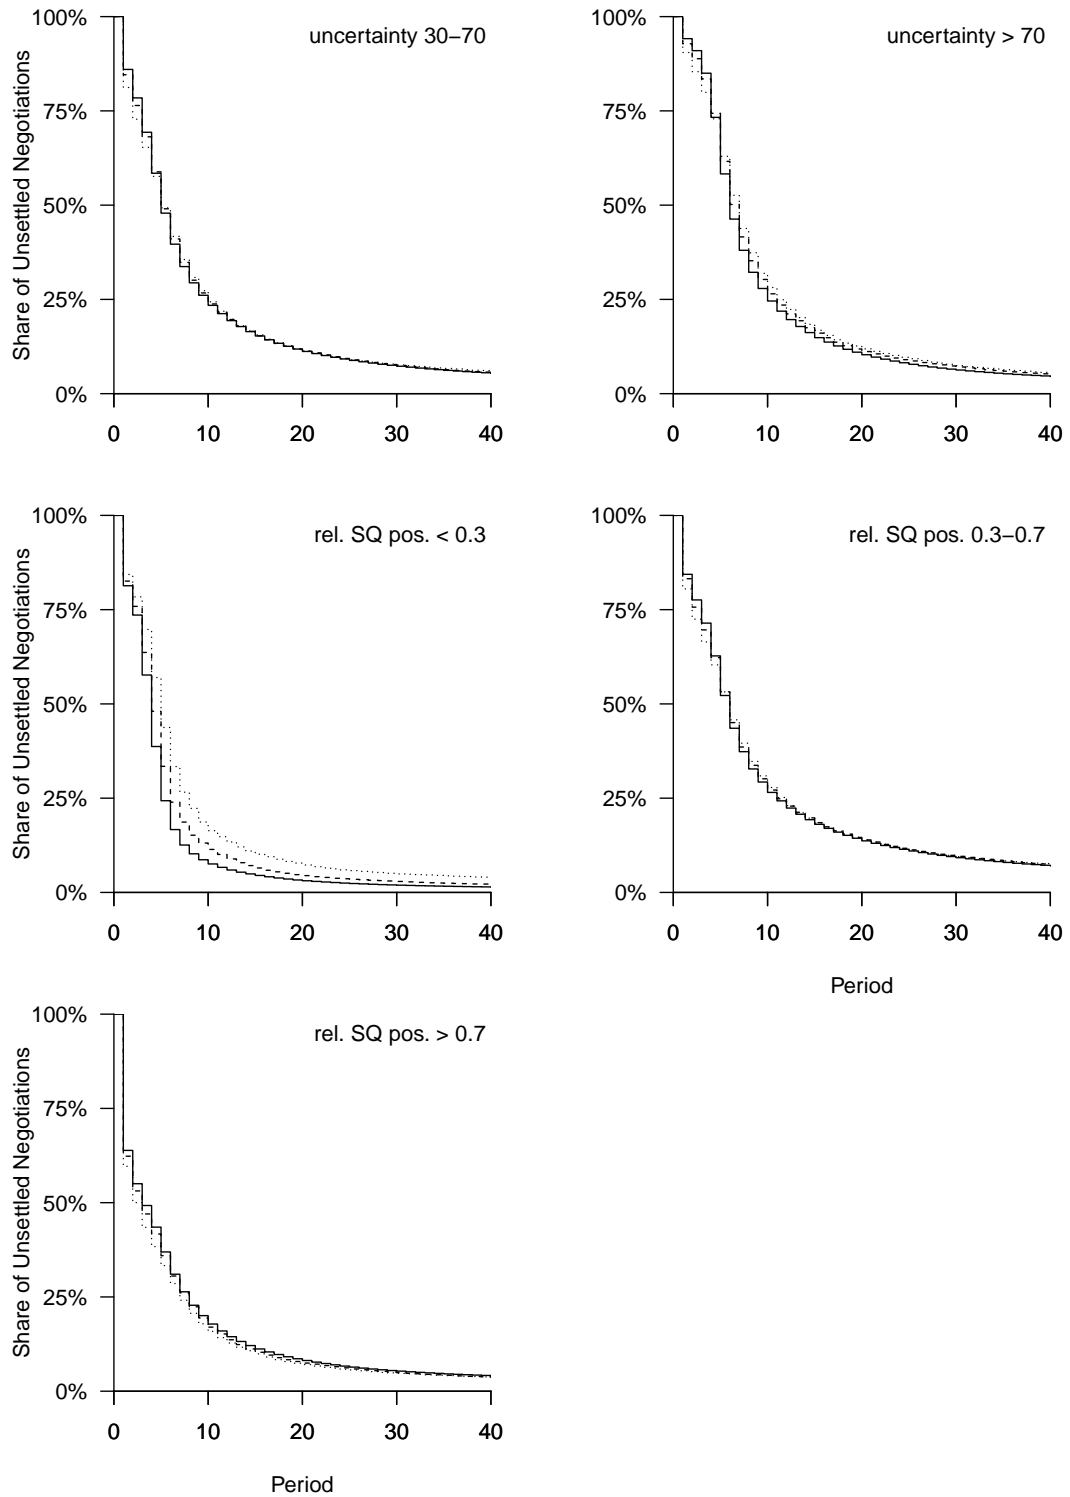 uncertainty 30−70
Share of Unsettled Negotiations
100%
75%
50%
25%
0%
0 10 20 30 40
uncertainty > 70
100%
75%
50%
25%
0%
0 10 20 30 40
rel. SQ pos. < 0.3
Share of Unsettled Negotiations
100%
75%
50%
25%
0%
0 10 20 30 40
rel. SQ pos. 0.3−0.7
100%
75%
50%
25%
0%
0 10 20 30 40
Period
rel. SQ pos. > 0.7
Share of Unsettled Negotiations
100%
75%
50%
25%
0%
0 10 20 30 40
Period